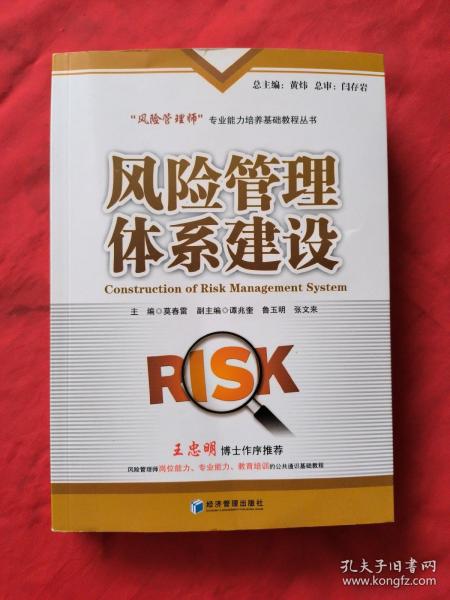 总主编：黄炜 总审：闫存岩
“风险管理师”专业能力培养基础教程丛书
风险管理
体系建设
Construction of Risk Management System
主 编◎莫春雷 副主编◎谭兆奎 鲁玉明 张文来
RISK
王忠明 博士作序推荐
风险管理师岗位能力、专业能力、教育培训的公共通识基础教程
经济管理出版社
ECONOMY & MANAGEMENT PUBLISHING HOUSE
孔夫子旧书网
www.kongfz.com